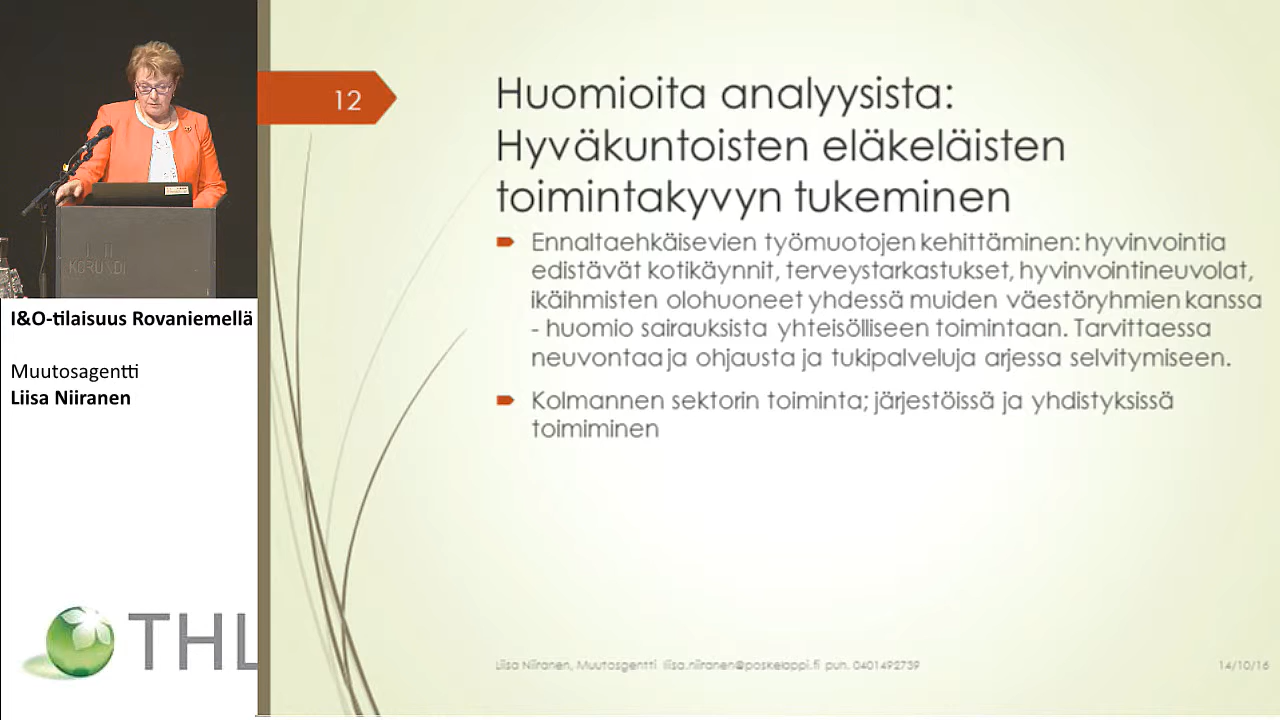 KORUNDI
I&O-tilaisuus Rovaniemellä
Muutosagentti
Liisa Niiranen
THL
12
Huomioita analyysista:
Hyväkuntoisten eläkeläisten
toimintakyvyn tukeminen
Ennaltaehkäisevien työmuotojen kehittäminen: hyvinvointia
edistävät kotikäynnit, terveystarkastukset, hyvinvointineuvolat,
ikäihmisten olohuoneet yhdessä muiden väestöryhmien kanssa
- huomio sairauksista yhteisölliseen toimintaan. Tarvittaessa
neuvontaa ja ohjausta ja tukipalveluja arjessa selvitymiseen.
Kolmannen sektorin toiminta; järjestöissä ja yhdistyksissä
toimiminen
Liisa Niiranen, Muutosgentti liisa.niiranen@poskelappi.fi puh. 0401492739
14/10/16